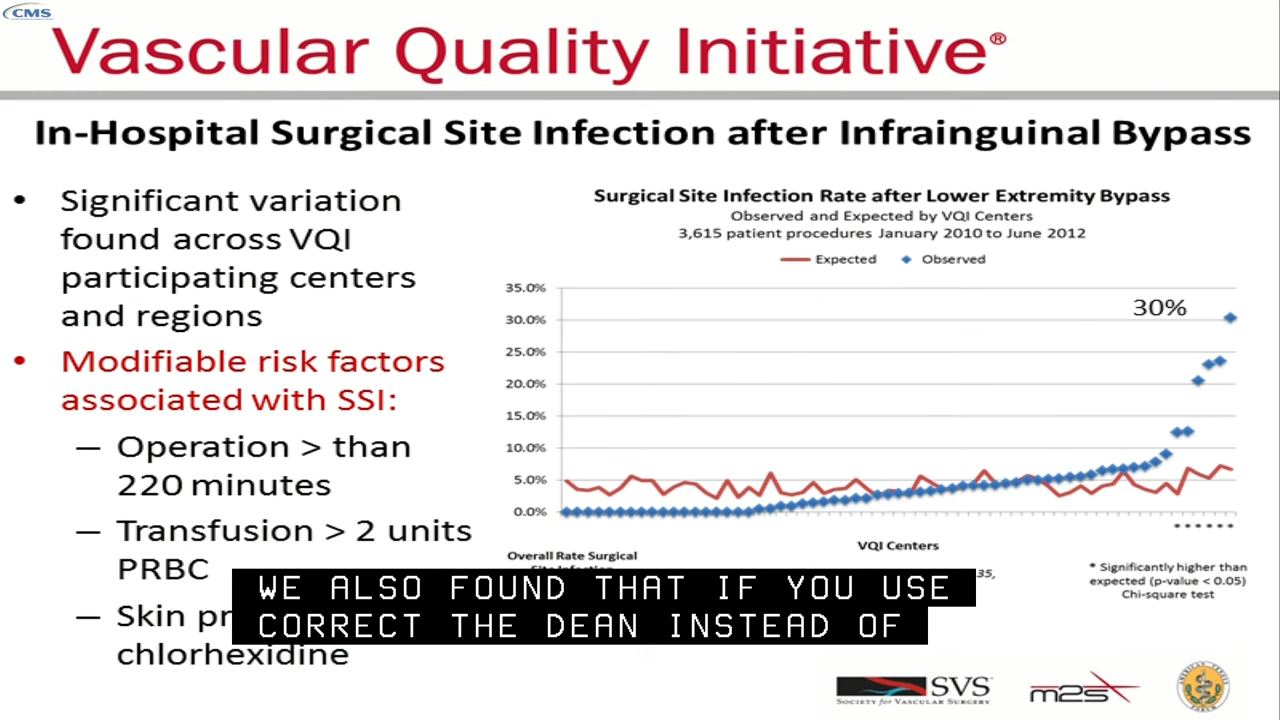 CMS
Vascular Quality Initiative®
In-Hospital Surgical Site Infection after Infrainguinal Bypass
• Significant variation
found across VQI
participating centers
and regions
• Modifiable risk factors
associated with SSI:
– Operation > than
220 minutes
– Transfusion > 2 units
PRBC
– Skin
chlorhexidine
Surgical Site Infection Rate after Lower Extremity Bypass
Observed and Expected by VQI Centers
3,615 patient procedures January 2010 to June 2012
Expected Observed
35.0%
30.0%
25.0%
20.0%
15.0%
10.0%
5.0%
0.0%
30%
* * * * * *
VQI Centers
Overall Rate Surgical
Site Infection
35,
* Significantly higher than
expected (p-value < 0.05)
Chi-square test
WE ALSO FOUND THAT IF YOU USE
CORRECT THE DEAN INSTEAD OF
SVS
SOCIETY for VASCULAR SURGERY
m2s